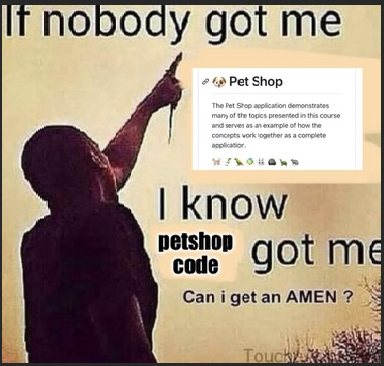 If nobody got me
Pet Shop
The Pet Shop application demonstrates
many of the topics presented in this course
and serves as an example of how the
concepts work together as a complete
application.
I know
petshop
code
got me
Can i get an AMEN ?